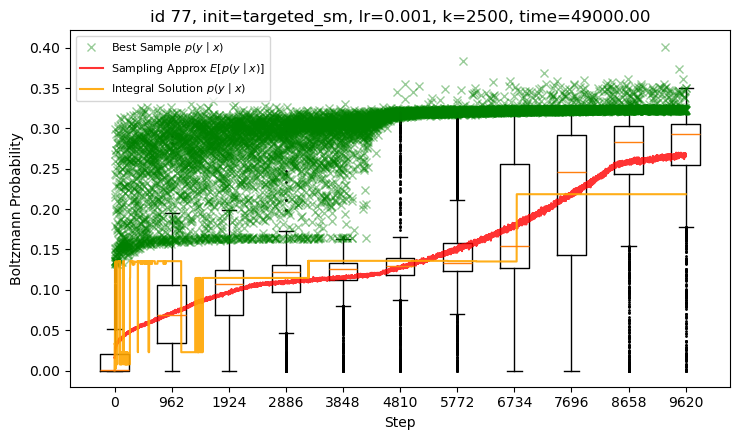 id 77, init=targeted_sm, lr=0.001, k=2500, time=49000.00
Best Sample p(y | x)
Sampling Approx E[p(y | x)]
Integral Solution p(y | x)
Boltzmann Probability
0.40
0.35
0.30
0.25
0.20
0.15
0.10
0.05
0.00
0 962 1924 2886 3848 4810 5772 6734 7696 8658 9620
Step